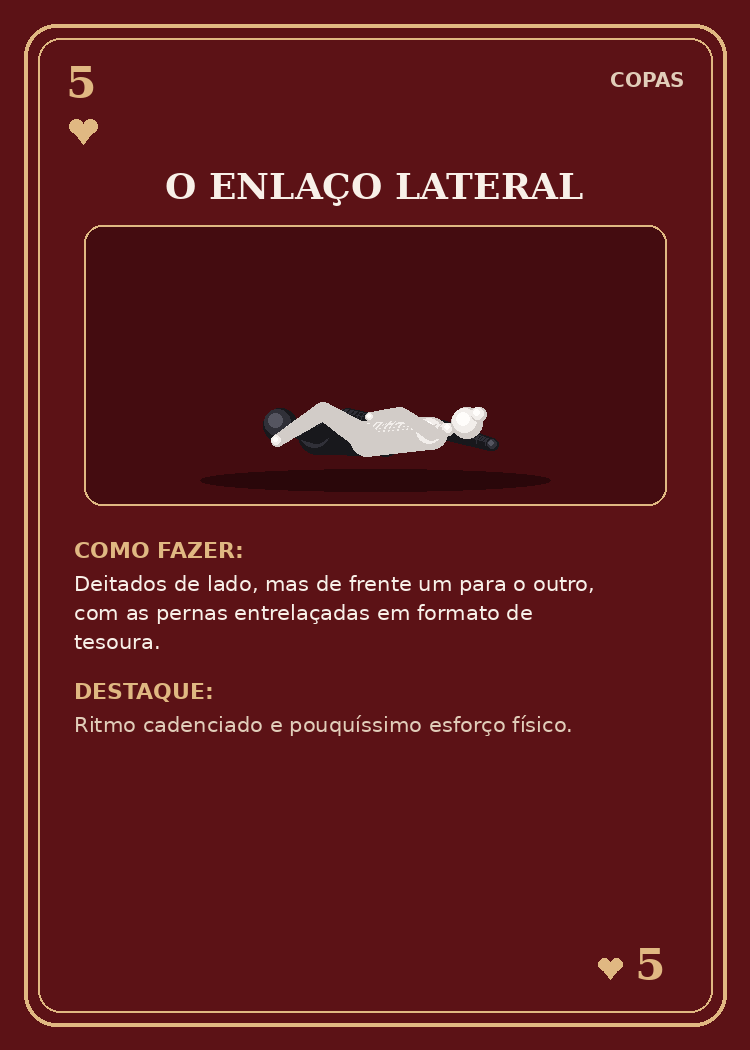 5
COPAS
O ENLAÇO LATERAL
COMO FAZER:
Deitados de lado, mas de frente um para o outro,
com as pernas entrelaçadas em formato de
tesoura.
DESTAQUE:
Ritmo cadenciado e pouquíssimo esforço físico.
5